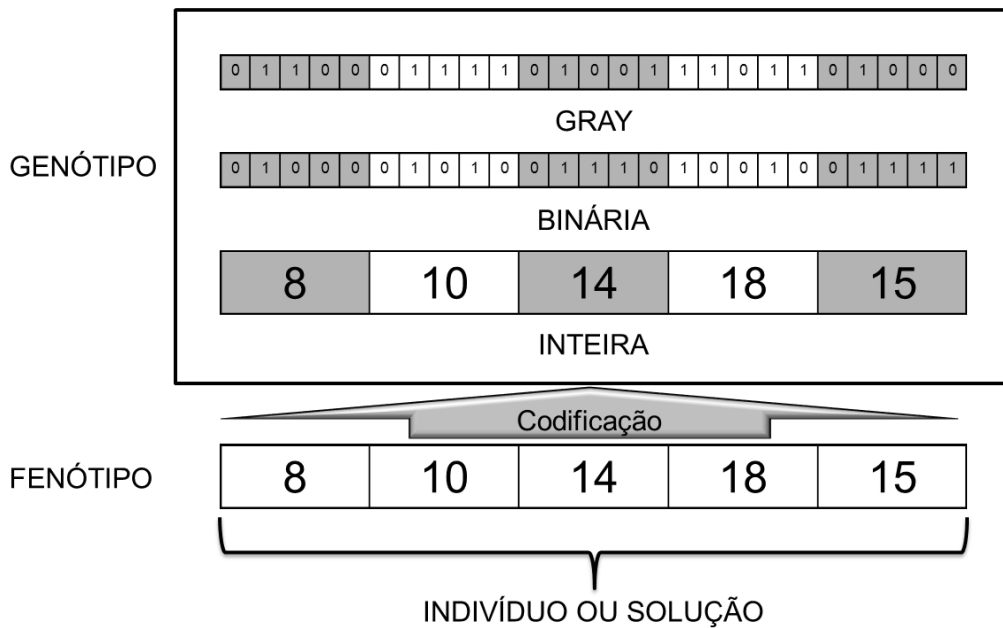 0 1 1 0 0 0 1 1 1 1 0 1 0 0 1 1 1 0 1 1 0 1 0 0 0
GRAY
GENÓTIPO
0 1 0 0 0 0 1 0 1 0 0 1 1 1 0 1 0 0 1 0 0 1 1 1 1
BINÁRIA
8 10 14 18 15
INTEIRA
Codificação
FENÓTIPO
8 10 14 18 15
INDIVÍDUO OU SOLUÇÃO